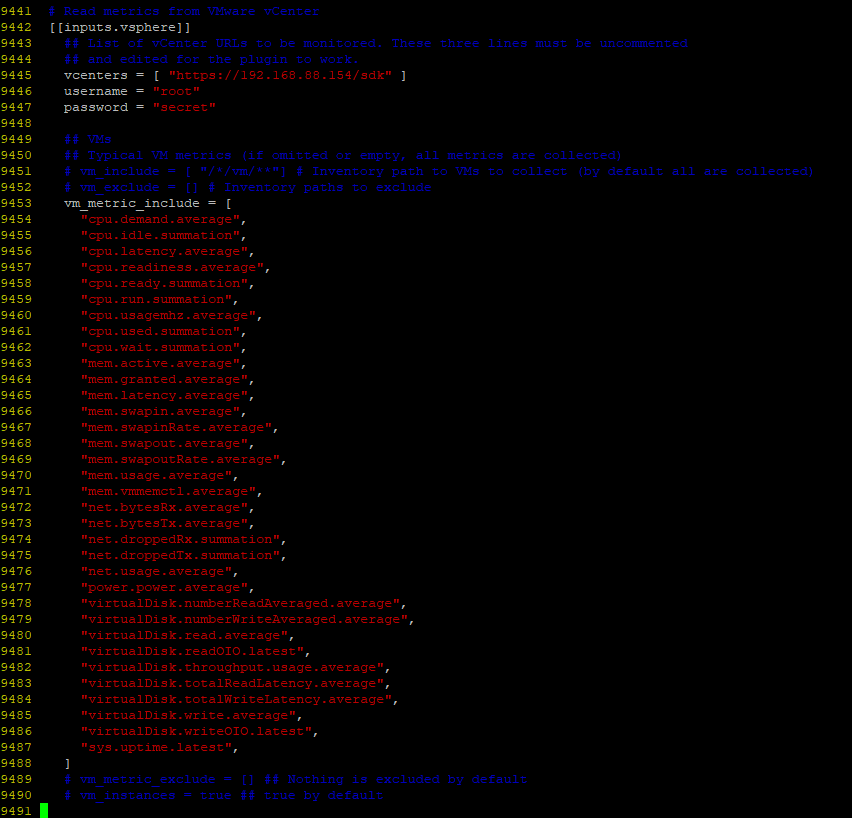 9441 # Read metrics from VMware vCenter
9442 [[inputs.vsphere]]
9443 ## List of vCenter URLs to be monitored. These three lines must be uncommented
9444 ## and edited for the plugin to work.
9445 vcenters = [ "https://192.168.88.154/sdk" ]
9446 username = "root"
9447 password = "secret"
9448
9449 ## VMs
9450 ## Typical VM metrics (if omitted or empty, all metrics are collected)
9451 # vm_include = [ "/*/vm/**"] # Inventory path to VMs to collect (by default all are collected)
9452 # vm_exclude = [] # Inventory paths to exclude
9453 vm_metric_include = [
9454 "cpu.demand.average",
9455 "cpu.idle.summation",
9456 "cpu.latency.average",
9457 "cpu.readiness.average",
9458 "cpu.ready.summation",
9459 "cpu.run.summation",
9460 "cpu.usagemhz.average",
9461 "cpu.used.summation",
9462 "cpu.wait.summation",
9463 "mem.active.average",
9464 "mem.granted.average",
9465 "mem.latency.average",
9466 "mem.swapin.average",
9467 "mem.swapinRate.average",
9468 "mem.swapout.average",
9469 "mem.swapoutRate.average",
9470 "mem.usage.average",
9471 "mem.vmmemctl.average",
9472 "net.bytesRx.average",
9473 "net.bytesTx.average",
9474 "net.droppedRx.summation",
9475 "net.droppedTx.summation",
9476 "net.usage.average",
9477 "power.power.average",
9478 "virtualDisk.numberReadAveraged.average",
9479 "virtualDisk.numberWriteAveraged.average",
9480 "virtualDisk.read.average",
9481 "virtualDisk.readOIO.latest",
9482 "virtualDisk.throughput.usage.average",
9483 "virtualDisk.totalReadLatency.average",
9484 "virtualDisk.totalWriteLatency.average",
9485 "virtualDisk.write.average",
9486 "virtualDisk.writeOIO.latest",
9487 "sys.uptime.latest",
9488 ]
9489 # vm_metric_exclude = [] ## Nothing is excluded by default
9490 # vm_instances = true ## true by default
9491